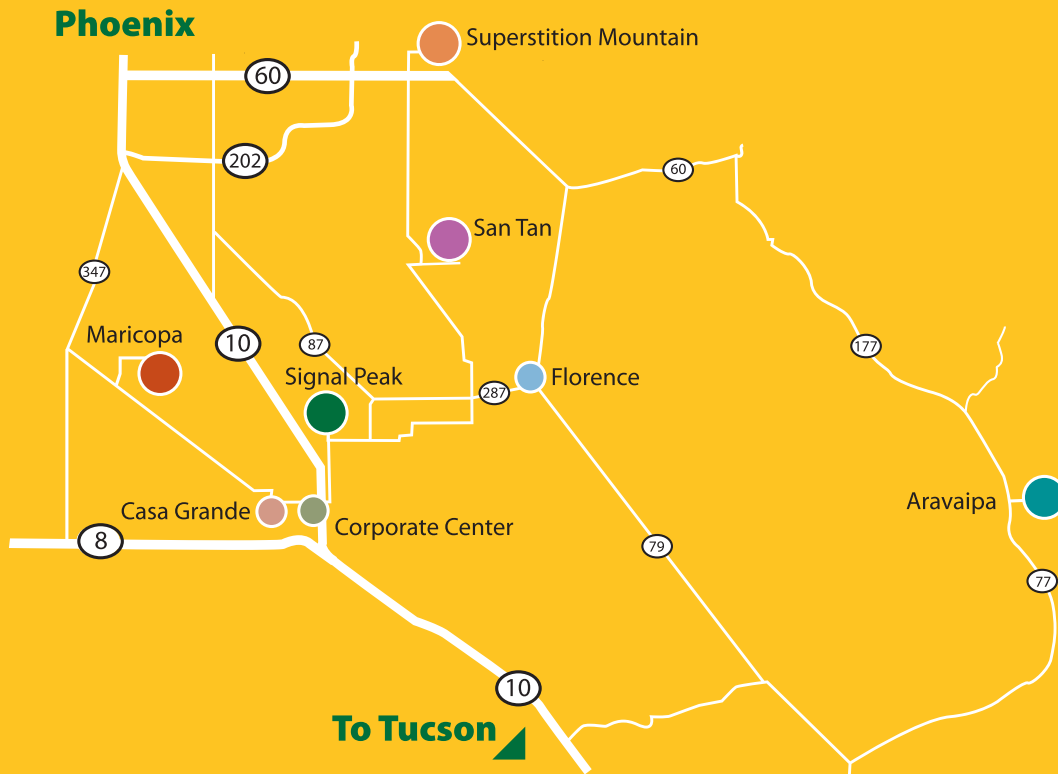 Phoenix
Superstition Mountain
60
202
60
San Tan
347
Maricopa
10
87
177
Signal Peak
287
Florence
Casa Grande
Corporate Center
Aravaipa
8
79
77
10
To Tucson